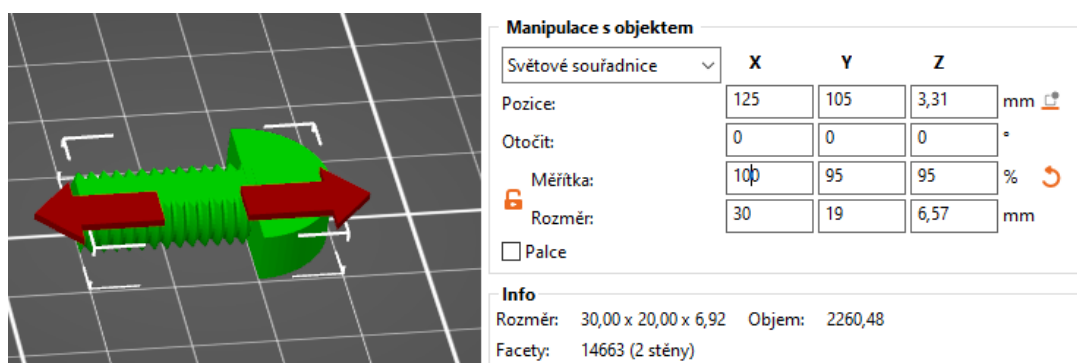 Manipulace s objektem
Světové souřadnice X Y Z
Pozice: 125 105 3,31 mm
Otočit: 0 0 0 °
Měřítka: 100 95 95 %
Rozměr: 30 19 6,57 mm
Palce
Info
Rozměr: 30,00 x 20,00 x 6,92 Objem: 2260,48
Facety: 14663 (2 stěny)